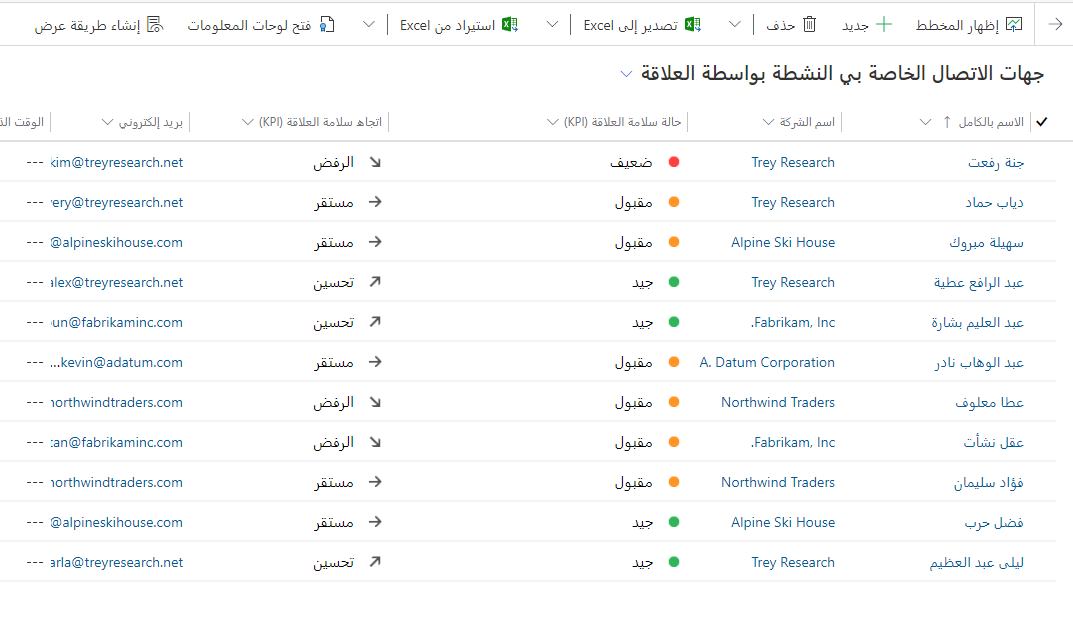 إظهار المخطط جديد حذف تصدير إلى Excel استيراد من Excel فتح لوحات المعلومات إنشاء طريقة عرض
جهات الاتصال الخاصة بي النشطة بواسطة العلاقة
الاسم بالكامل ↑ اسم الشركة حالة سلامة العلاقة (KPI) اتجاه سلامة العلاقة (KPI) بريد إلكتروني الوقت
جنة رفعت Trey Research ضعيف الرفض kim@treyresearch.net ---
دياب حماد Trey Research مقبول مستقر ery@treyresearch.net ---
سهيلة مبروك Alpine Ski House مقبول مستقر @alpineskihouse.com ---
عبد الرافع عطية Trey Research جيد تحسين alex@treyresearch.net ---
عبد العليم بشارة Fabrikam, Inc. جيد تحسين un@fabrikaminc.com ---
عبد الوهاب نادر A. Datum Corporation مقبول مستقر kevin@adatum.com... ---
عطا معلوف Northwind Traders مقبول الرفض northwindtraders.com ---
عقل نشأت Fabrikam, Inc. مقبول الرفض tan@fabrikaminc.com ---
فؤاد سليمان Northwind Traders مقبول مستقر northwindtraders.com ---
فضل حرب Alpine Ski House جيد مستقر @alpineskihouse.com ---
ليلى عبد العظيم Trey Research جيد تحسين arla@treyresearch.net ---